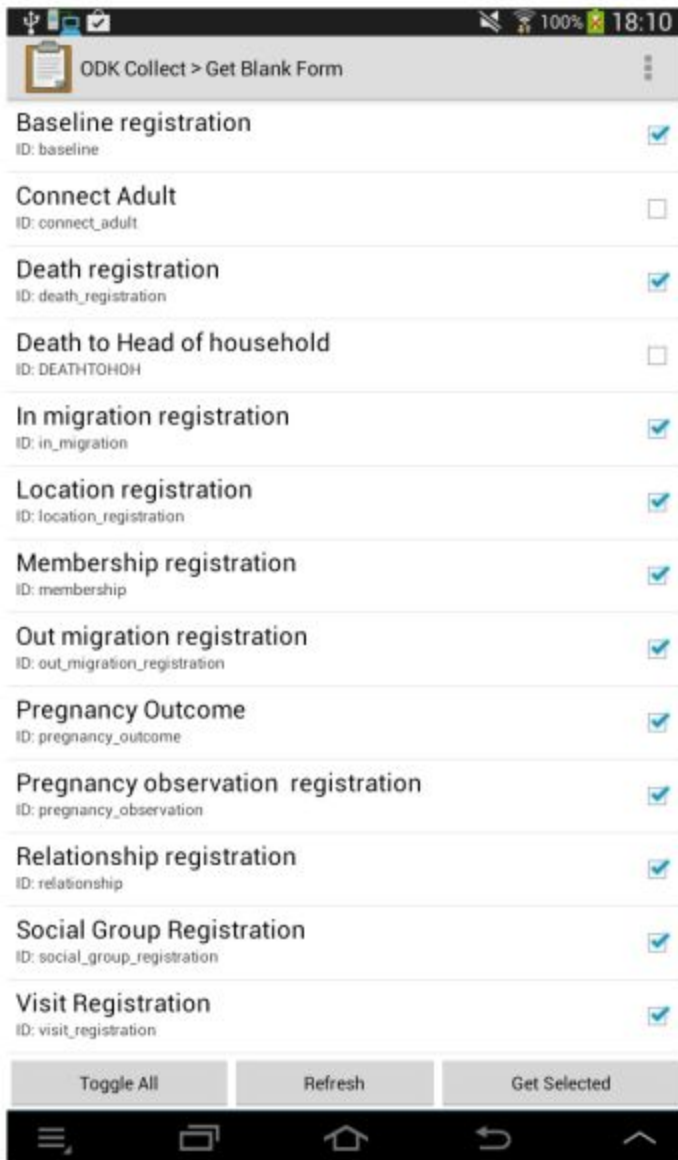 100% 18:10
ODK Collect > Get Blank Form
Baseline registration
ID: baseline
Connect Adult
ID: connect_adult
Death registration
ID: death_registration
Death to Head of household
ID: DEATHTOHOH
In migration registration
ID: in_migration
Location registration
ID: location_registration
Membership registration
ID: membership
Out migration registration
ID: out_migration_registration
Pregnancy Outcome
ID: pregnancy_outcome
Pregnancy observation  registration
ID: pregnancy_observation
Relationship registration
ID: relationship
Social Group Registration
ID: social_group_registration
Visit Registration
ID: visit_registration
Toggle All Refresh Get Selected